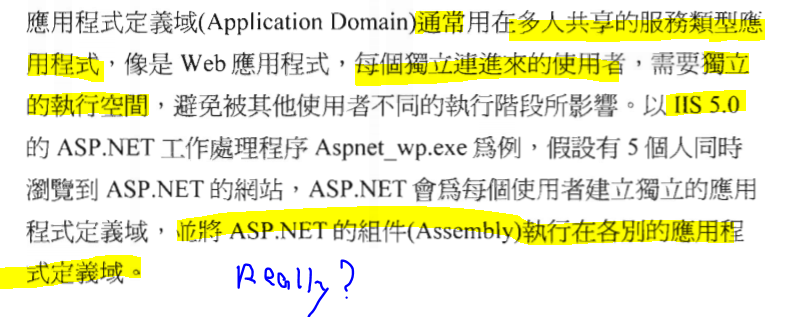 應用程式定義域(Application Domain)通常用在多人共享的服務類型應
用程式，像是 Web 應用程式，每個獨立連進來的使用者，需要獨立
的執行空間，避免被其他使用者不同的執行階段所影響。以 IIS 5.0
的 ASP.NET 工作處理程序 Aspnet_wp.exe 爲例，假設有 5 個人同時
瀏覽到 ASP.NET 的網站，ASP.NET 會爲每個使用者建立獨立的應用
程式定義域，並將 ASP.NET 的組件(Assembly)執行在各別的應用程
式定義域。
Really?